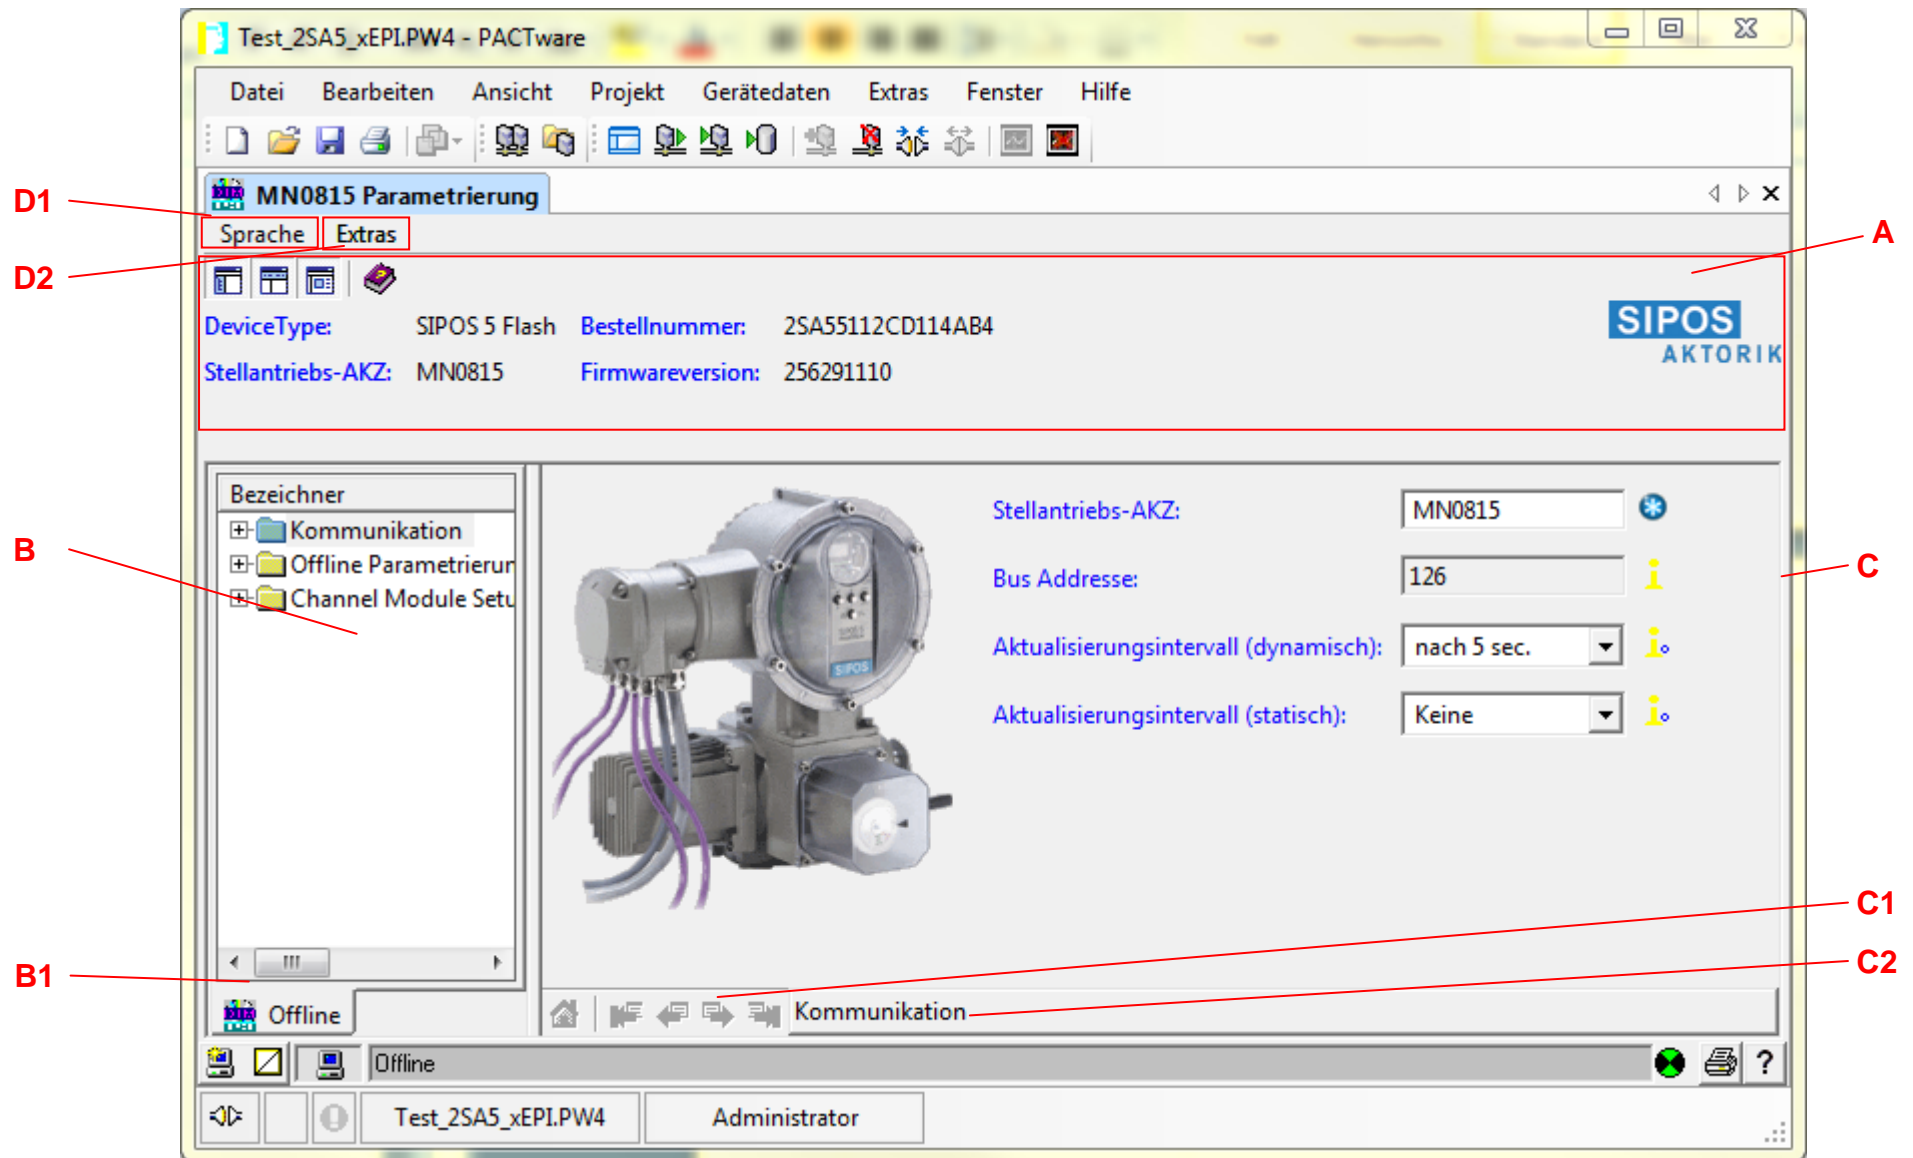 Test_2SA5_xEPI.PW4 - PACTware
Datei Bearbeiten Ansicht Projekt Gerätedaten Extras Fenster Hilfe
MN0815 Parametrierung
D1
Sprache Extras
A
D2
DeviceType: SIPOS 5 Flash Bestellnummer: 2SA55112CD114AB4
SIPOS
AKTORIK
Stellantriebs-AKZ: MN0815 Firmwareversion: 256291110
Bezeichner
Kommunikation
Offline Parametrierun
Channel Module Setu
B
Stellantriebs-AKZ: MN0815
Bus Addresse: 126
C
Aktualisierungsintervall (dynamisch): nach 5 sec.
Aktualisierungsintervall (statisch): Keine
SIPOS
C1
C2
B1
Offline
Kommunikation
Offline
?
Test_2SA5_xEPI.PW4 Administrator